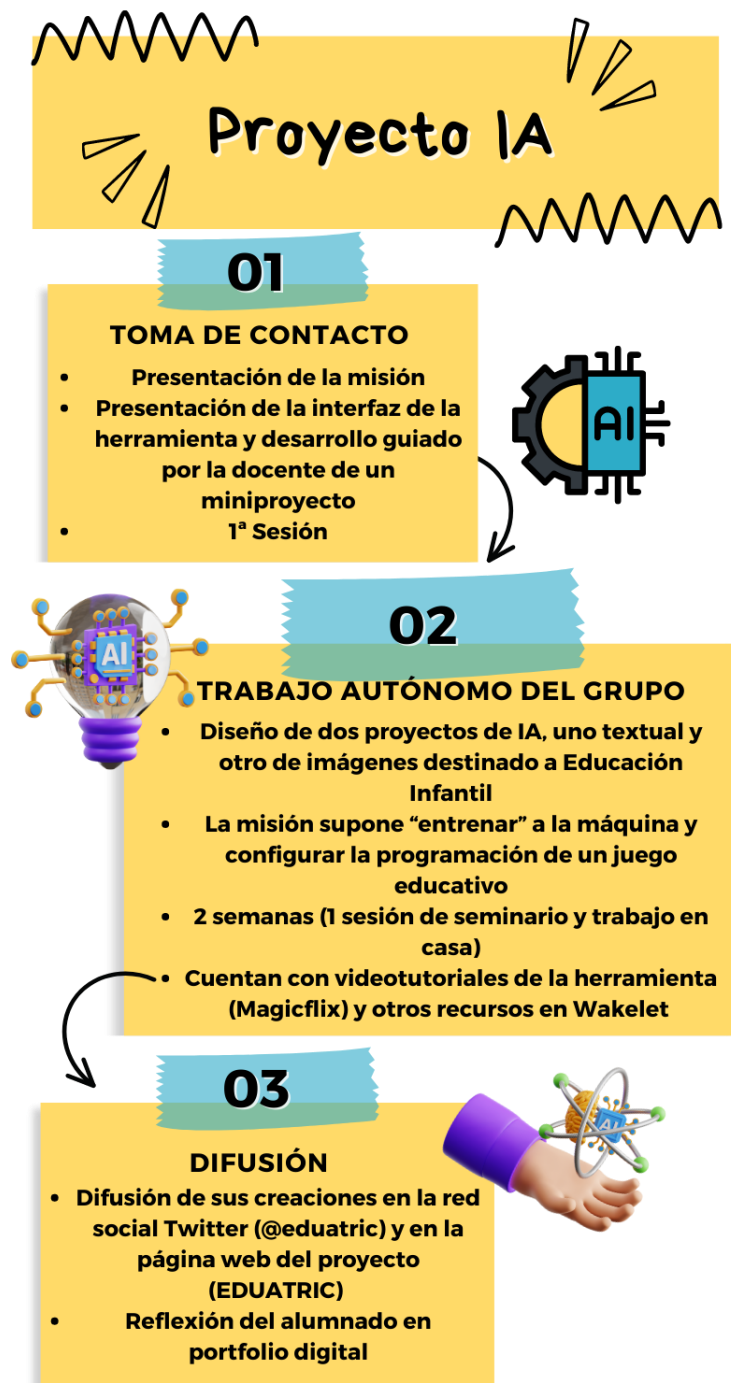 Proyecto IA
01
TOMA DE CONTACTO
• Presentación de la misión
• Presentación de la interfaz de la
herramienta y desarrollo guiado
por la docente de un
miniproyecto
• 1ª Sesión
AI
02
AI
TRABAJO AUTÓNOMO DEL GRUPO
• Diseño de dos proyectos de IA, uno textual y
otro de imágenes destinado a Educación
Infantil
• La misión supone “entrenar” a la máquina y
configurar la programación de un juego
educativo
• 2 semanas (1 sesión de seminario y trabajo en
casa)
• Cuentan con videotutoriales de la herramienta
(Magicflix) y otros recursos en Wakelet
03
AI
DIFUSIÓN
• Difusión de sus creaciones en la red
social Twitter (@eduatric) y en la
página web del proyecto
(EDUATRIC)
• Reflexión del alumnado en
portfolio digital